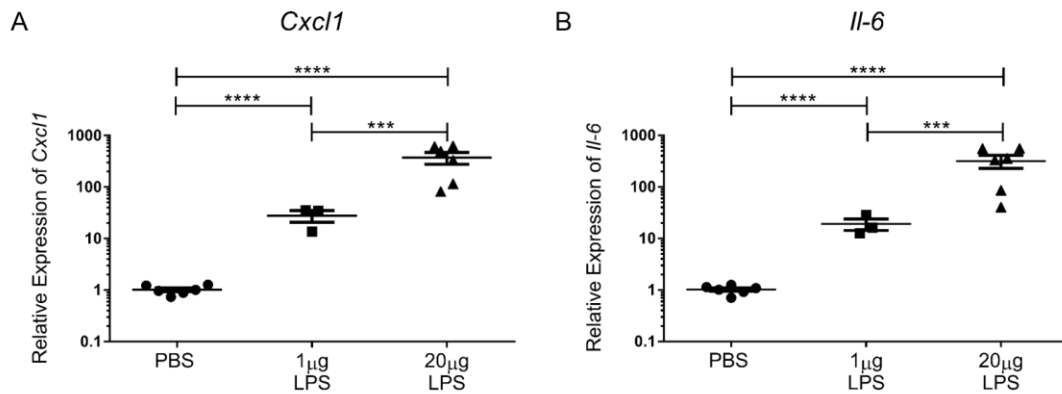 A
Cxcl1
****
****
***
Relative Expression of Cxcl1
1000
100
10
1
0.1
PBS
1µg
LPS
20µg
LPS
B
Il-6
****
****
***
Relative Expression of Il-6
1000
100
10
1
0.1
PBS
1µg
LPS
20µg
LPS